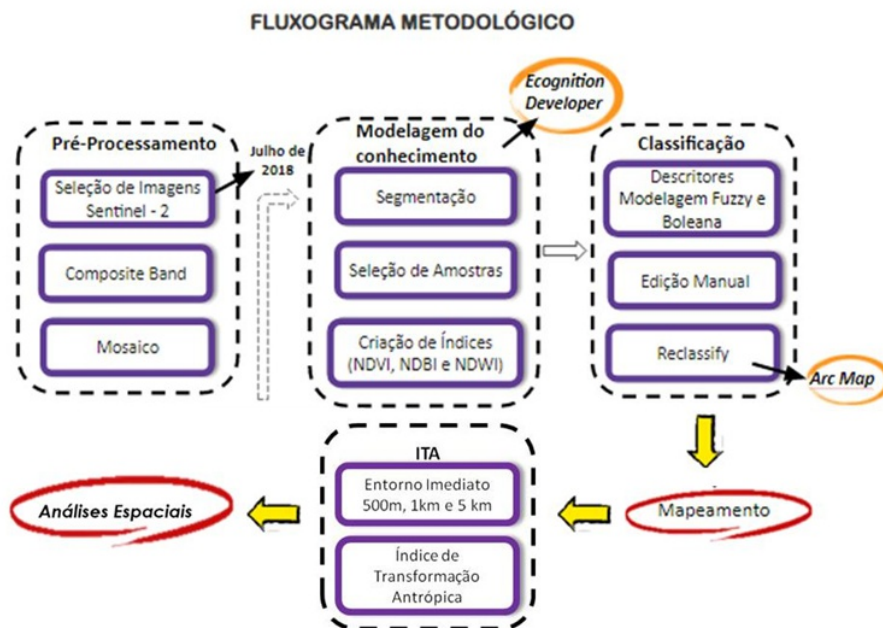 FLUXOGRAMA METODOLÓGICO
Pré-Processamento
Seleção de Imagens
Sentinel - 2
Composite Band
Mosaico
Julho de
2018
Modelagem do
conhecimento
Ecognition
Developer
Segmentação
Seleção de Amostras
Criação de Índices
(NDVI, NDBI e NDWI)
Classificação
Descritores
Modelagem Fuzzy e
Boleana
Edição Manual
Reclassify
Arc Map
Mapeamento
ITA
Entorno Imediato
500m, 1km e 5 km
Índice de
Transformação
Antrópica
Análises Espaciais